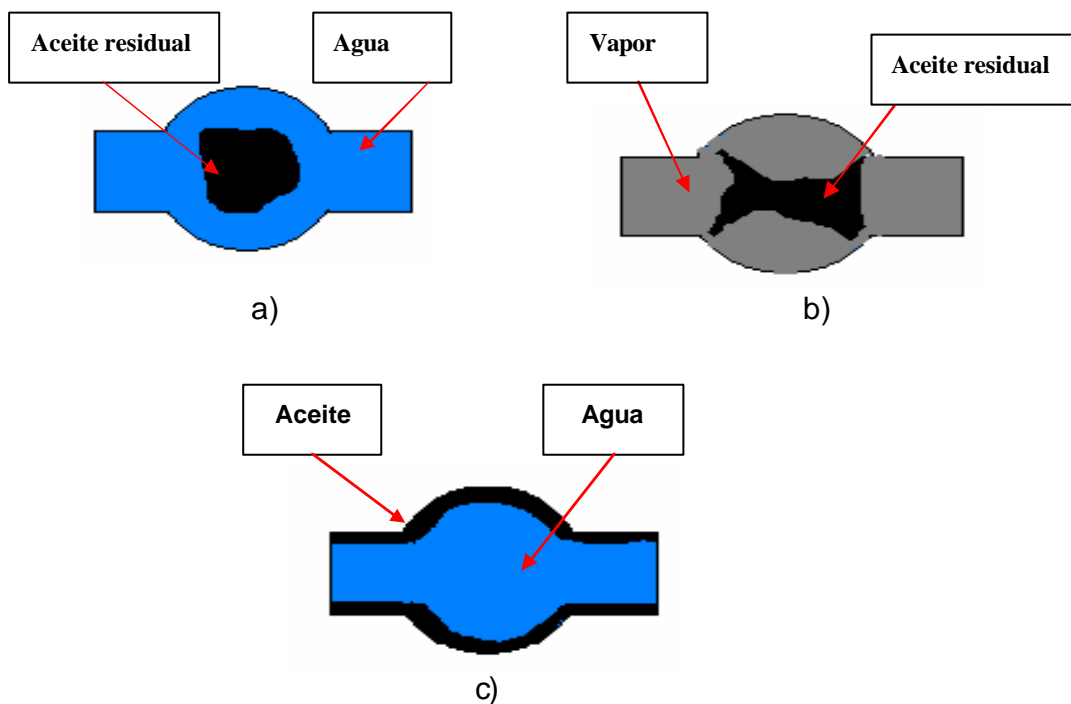 Aceite residual
Agua
Vapor
Aceite residual
a)
b)
Aceite
Agua
c)